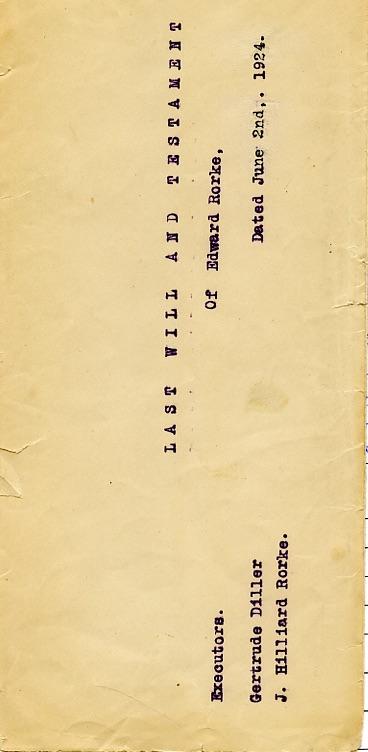 LAST WILL AND TESTAMENT
Of Edward Rorke,
Dated June 2nd,. 1924.
Executors.
Gertrude Diller
J. Hilliard Rorke.